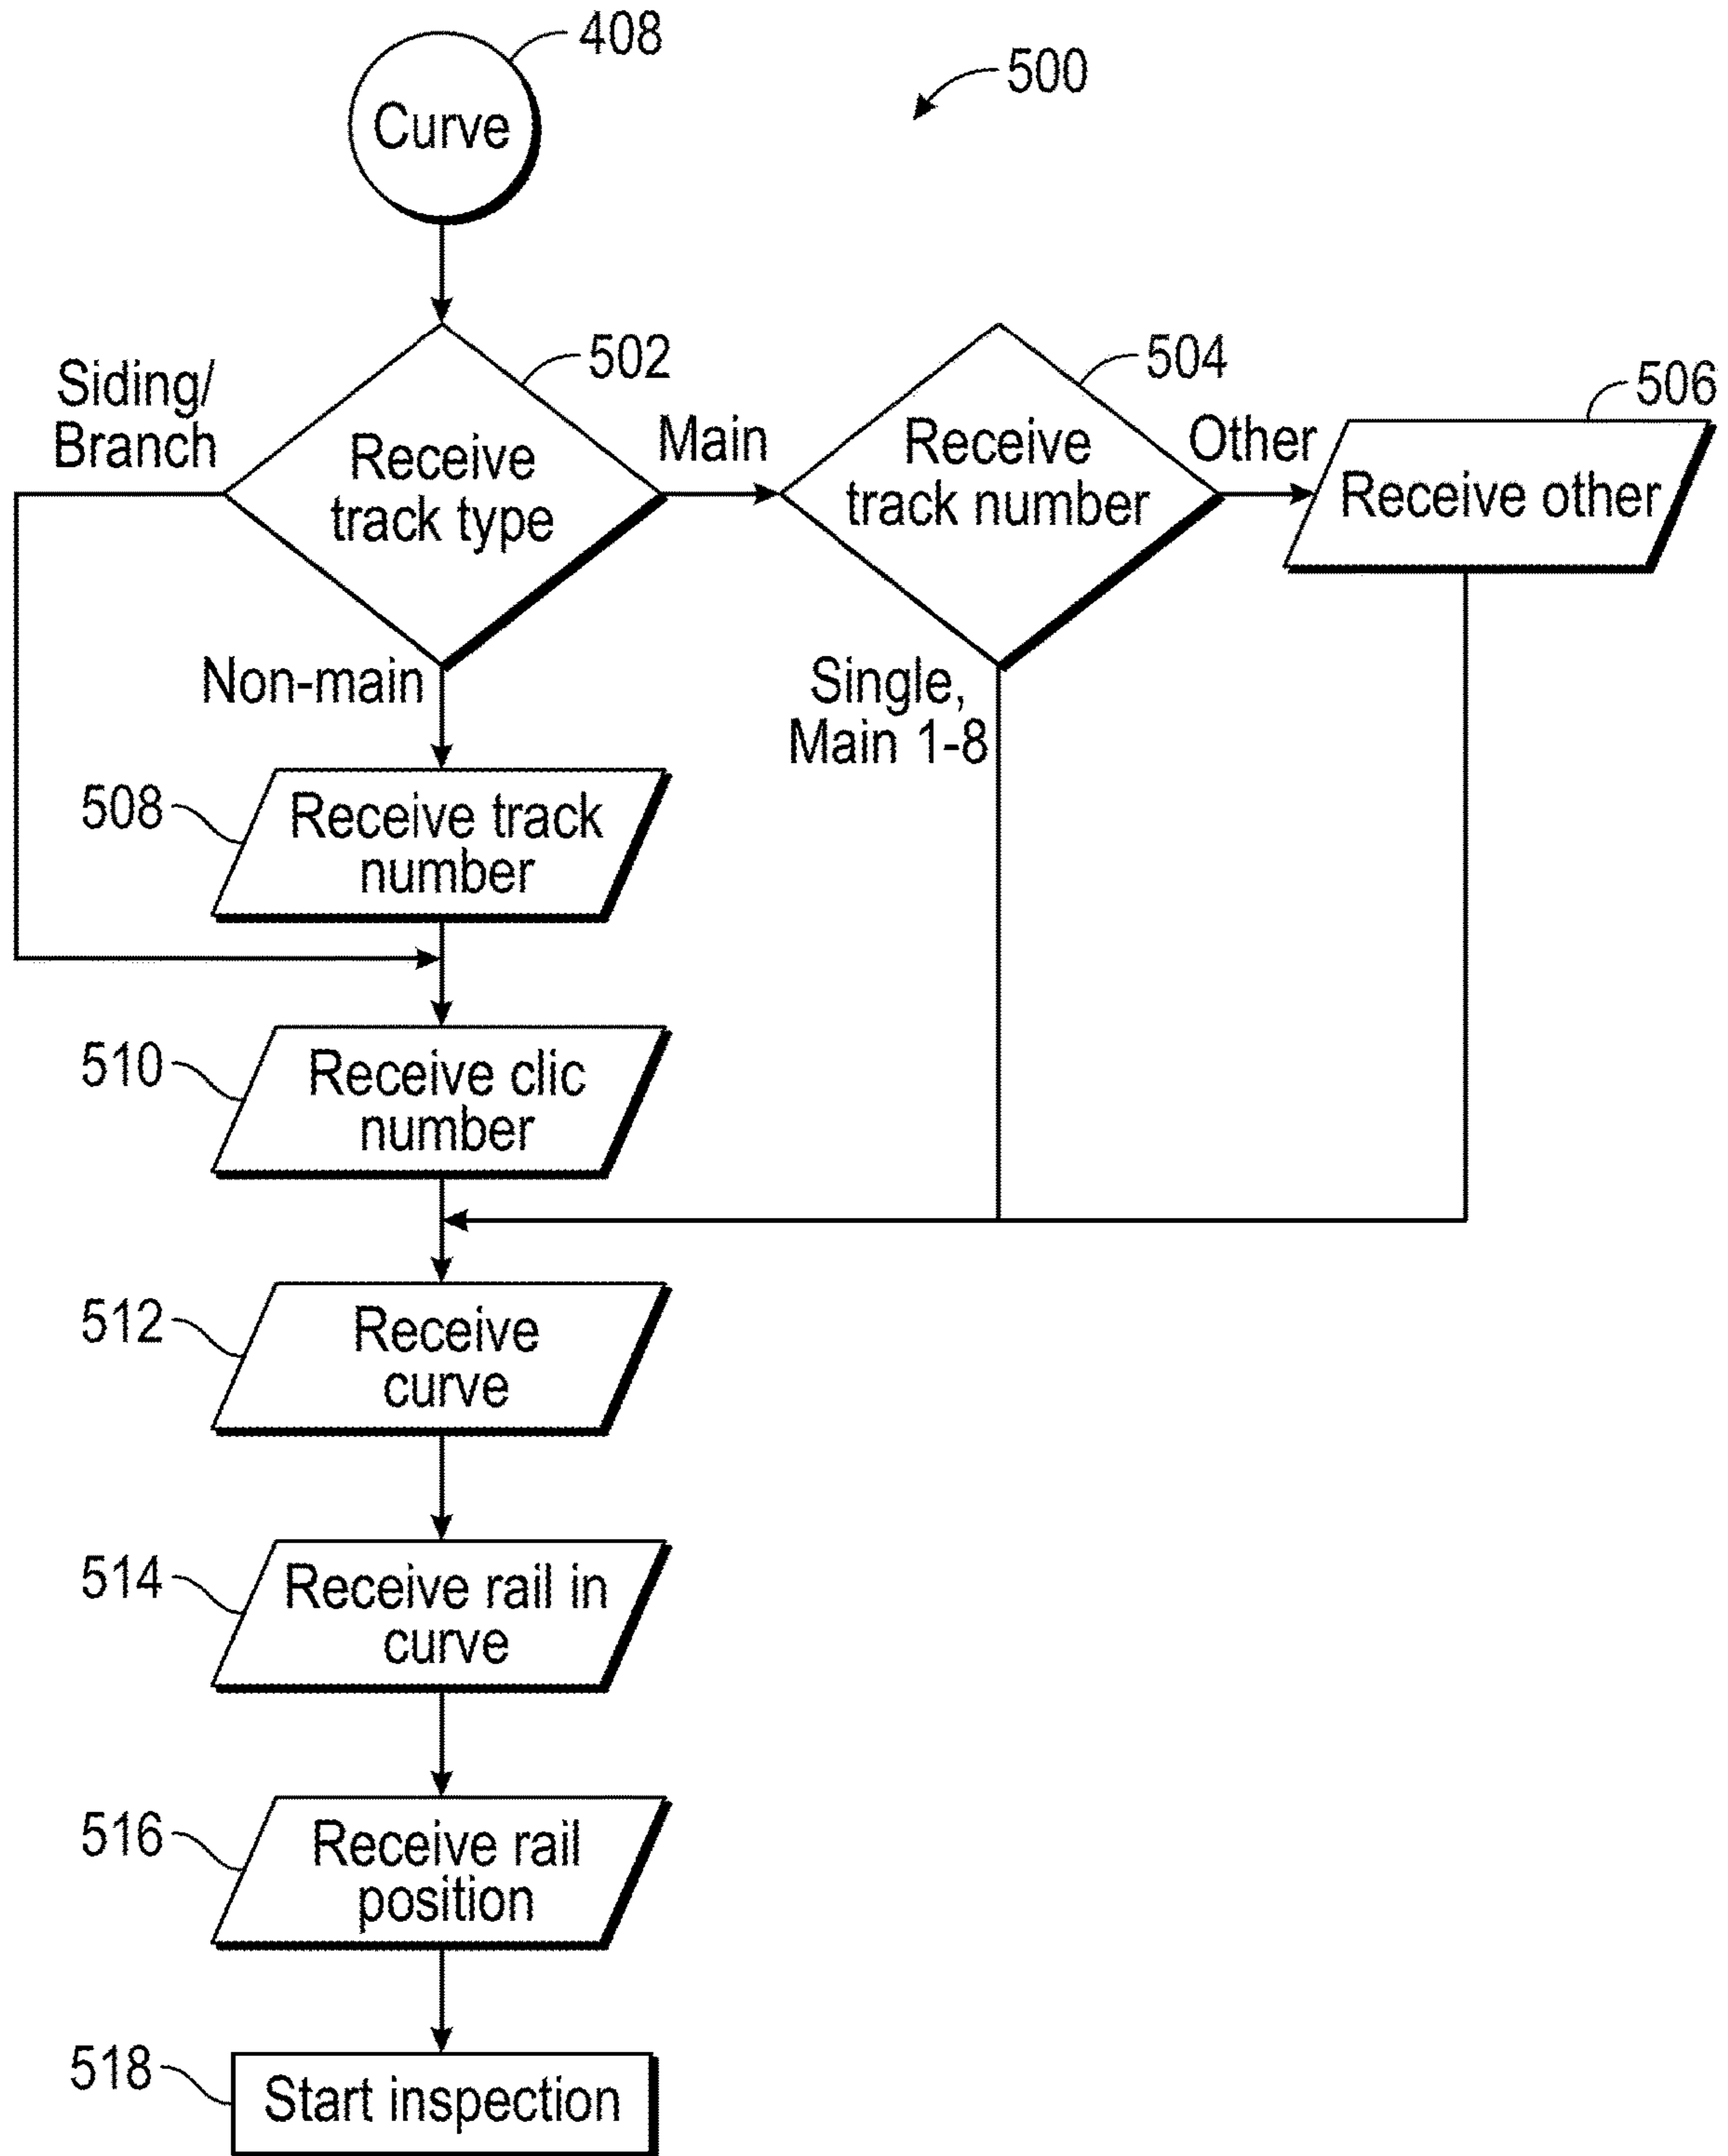 408
500
Curve
502
504
506
Siding/
Branch
Receive
track type
Main
Receive
track number
Other
Receive other
Non-main
Single,
Main 1-8
508
Receive track
number
510
Receive clic
number
512
Receive
curve
514
Receive rail in
curve
516
Receive rail
position
518
Start inspection